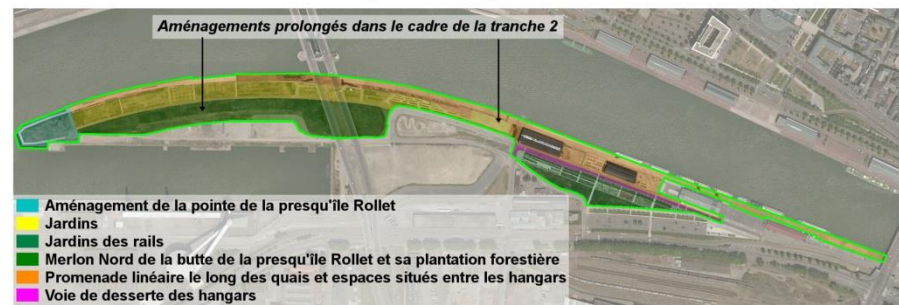 Aménagements prolongés dans le cadre de la tranche 2
Aménagement de la pointe de la presqu'île Rollet
Jardins
Jardins des rails
Merlon Nord de la butte de la presqu'île Rollet et sa plantation forestière
Promenade linéaire le long des quais et espaces situés entre les hangars
Voie de desserte des hangars